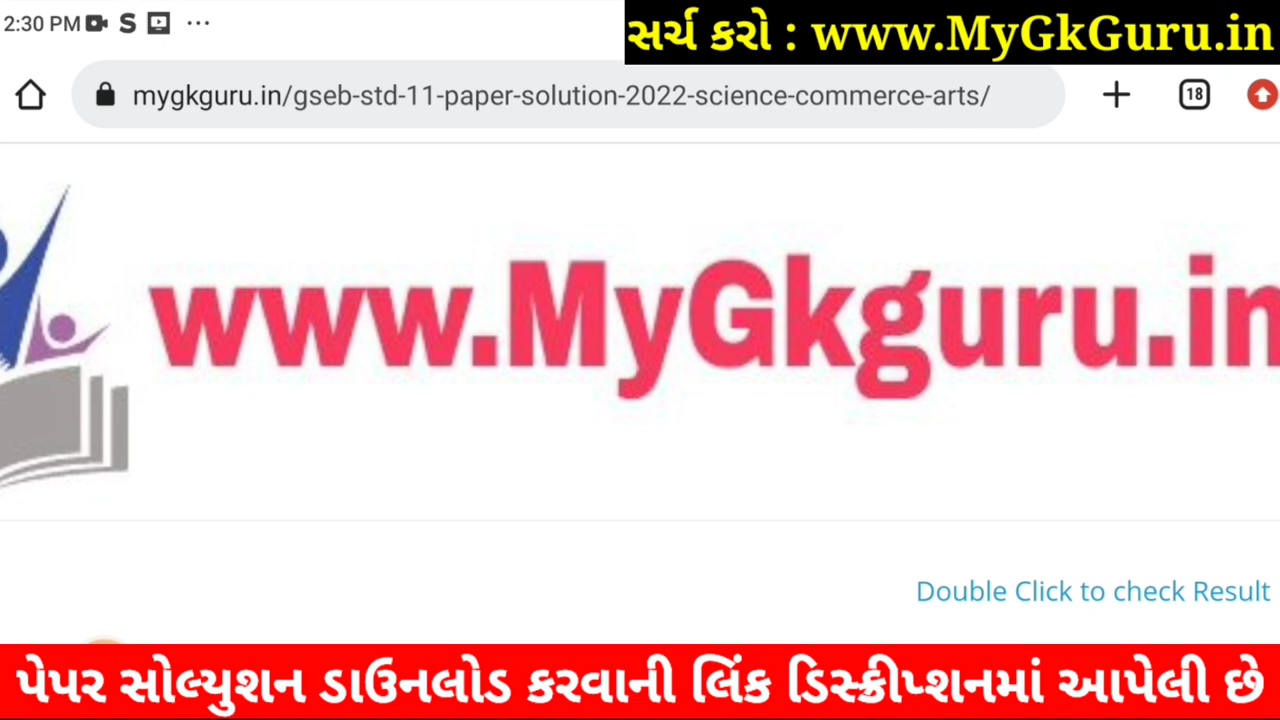 2:30 PM S ...
સર્ચ કરો : www.MyGkGuru.in
mygkguru.in/gseb-std-11-paper-solution-2022-science-commerce-arts/
18
www.MyGkguru.in
Double Click to check Result
પેપર સોલ્યુશન ડાઉનલોડ કરવાની લિંક ડિસ્ક્રીપ્શનમાં આપેલી છે